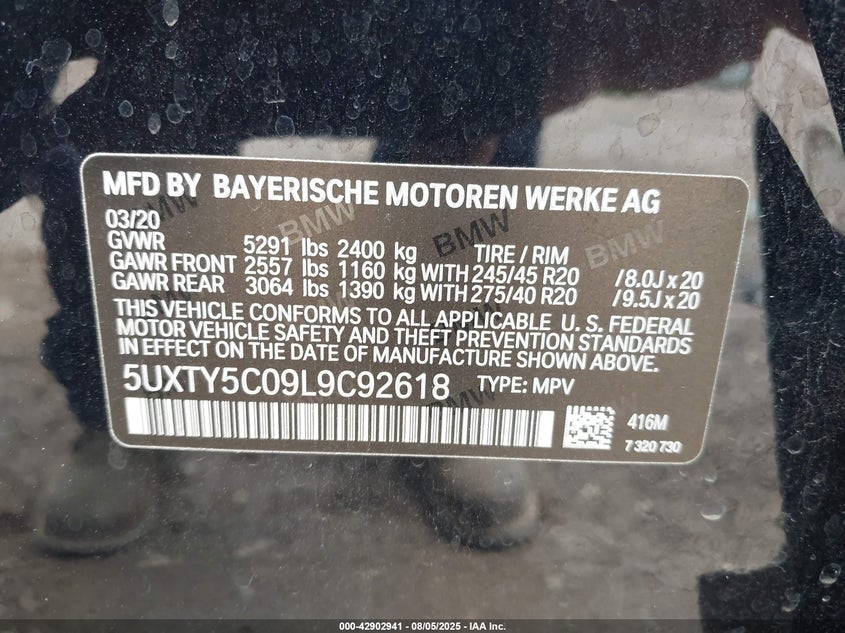 MFD BY BAYERISCHE MOTOREN WERKE AG
03/20
GVWR 5291 lbs 2400 kg TIRE / RIM
GAWR FRONT 2557 lbs 1160 kg WITH 245/45 R20 /8.0J x 20
GAWR REAR 3064 lbs 1390 kg WITH 275/40 R20 /9.5J x 20
THIS VEHICLE CONFORMS TO ALL APPLICABLE U. S. FEDERAL
MOTOR VEHICLE SAFETY AND THEFT PREVENTION STANDARDS
IN EFFECT ON THE DATE OF MANUFACTURE SHOWN ABOVE.
5UXTY5C09L9C92618 TYPE: MPV
416M
7 320 730
BMW BMW BMW BMW
000-42902941 - 08/05/2025 - IAA Inc.